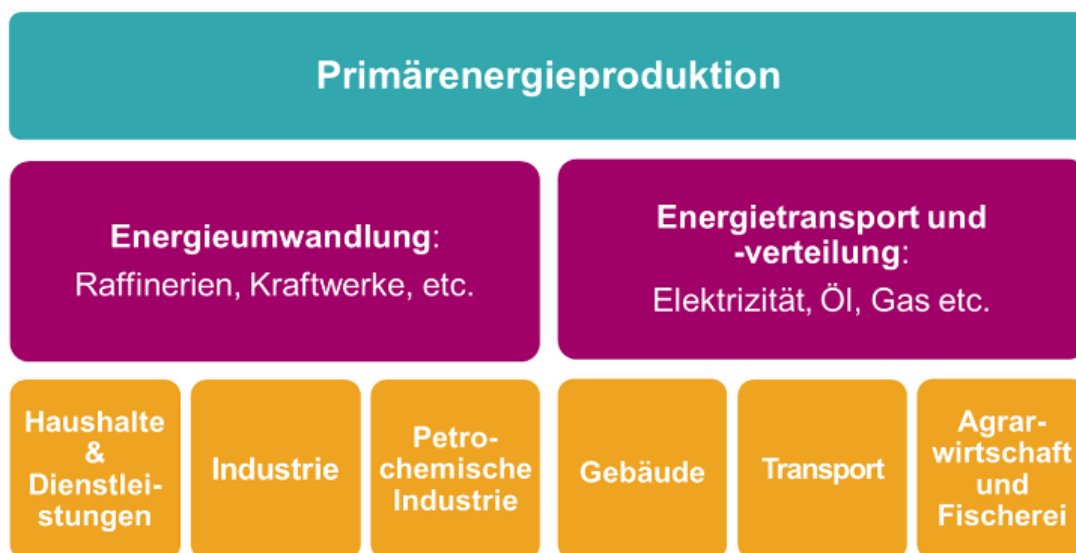 Primärenergieproduktion
Energieumwandlung:
Raffinerien, Kraftwerke, etc.
Energietransport und
-verteilung:
Elektrizität, Öl, Gas etc.
Haushalte
&
Dienstlei-
stungen
Industrie
Petro-
chemische
Industrie
Gebäude
Transport
Agrar-
wirtschaft
und
Fischerei